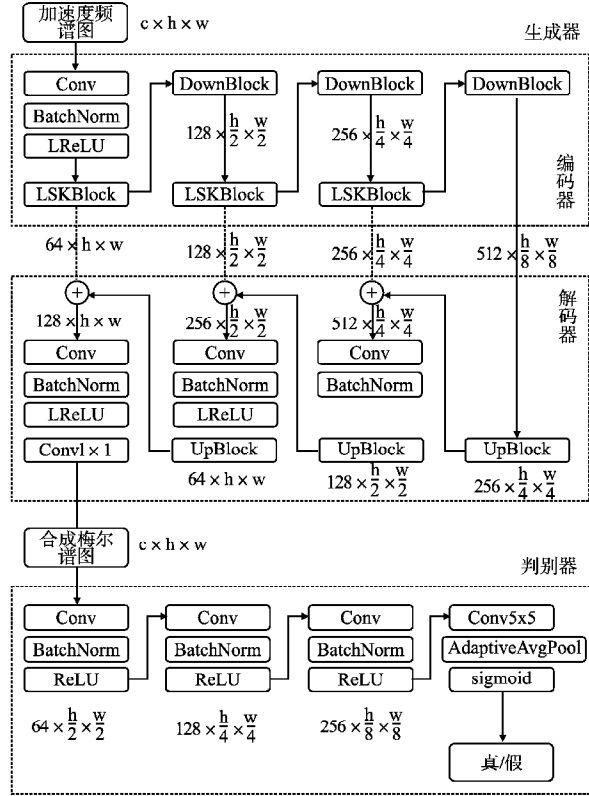 加速度频
谱图
c×h×w
生成器
Conv
BatchNorm
LReLU
LSKBlock
DownBlock
128×h/2×w/2
LSKBlock
DownBlock
256×h/4×w/4
LSKBlock
DownBlock
编码器
64×h×w
128×h/2×w/2
256×h/4×w/4
512×h/8×w/8
解码器
+
+
+
128×h×w
256×h/2×w/2
512×h/4×w/4
Conv
BatchNorm
LReLU
Conv1×1
Conv
BatchNorm
LReLU
UpBlock
64×h×w
Conv
BatchNorm
UpBlock
128×h/2×w/2
UpBlock
256×h/4×w/4
合成梅尔
谱图
c×h×w
判别器
Conv
BatchNorm
ReLU
64×h/2×w/2
Conv
BatchNorm
ReLU
128×h/4×w/4
Conv
BatchNorm
ReLU
256×h/8×w/8
Conv5x5
AdaptiveAvgPool
sigmoid
真/假